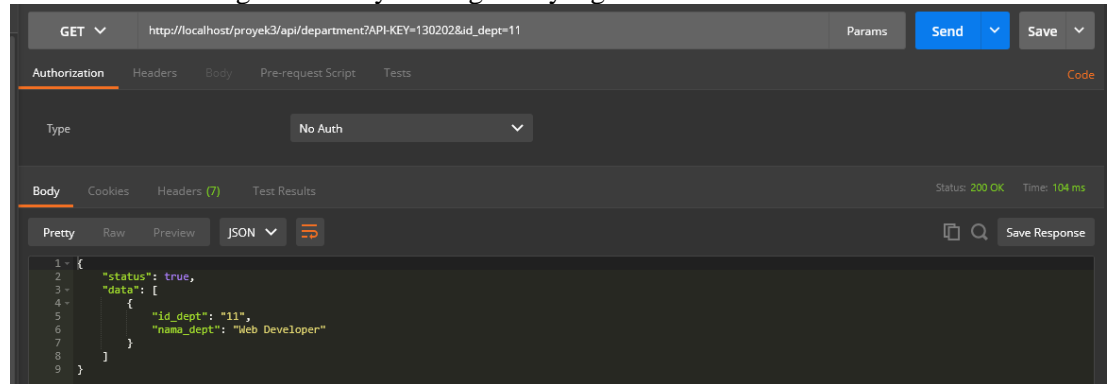 GET http://localhost/proyek3/api/department?API-KEY=130202&id_dept=11 Params Send Save
Authorization Headers Body Pre-request Script Tests Code
Type No Auth
Body Cookies Headers (7) Test Results Status: 200 OK Time: 104 ms
Pretty Raw Preview JSON Save Response
1 {
2 "status": true,
3 "data": [
4 {
5 "id_dept": "11",
6 "nama_dept": "Web Developer"
7 }
8 ]
9 }